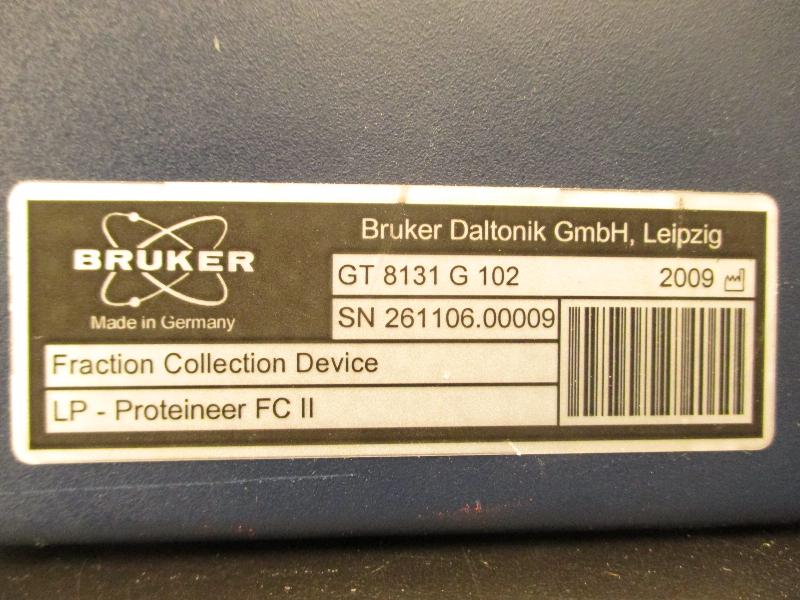 BRUKER
Made in Germany
Bruker Daltonik GmbH, Leipzig
GT 8131 G 102 2009
SN 261106.00009
Fraction Collection Device
LP - Proteineer FC II